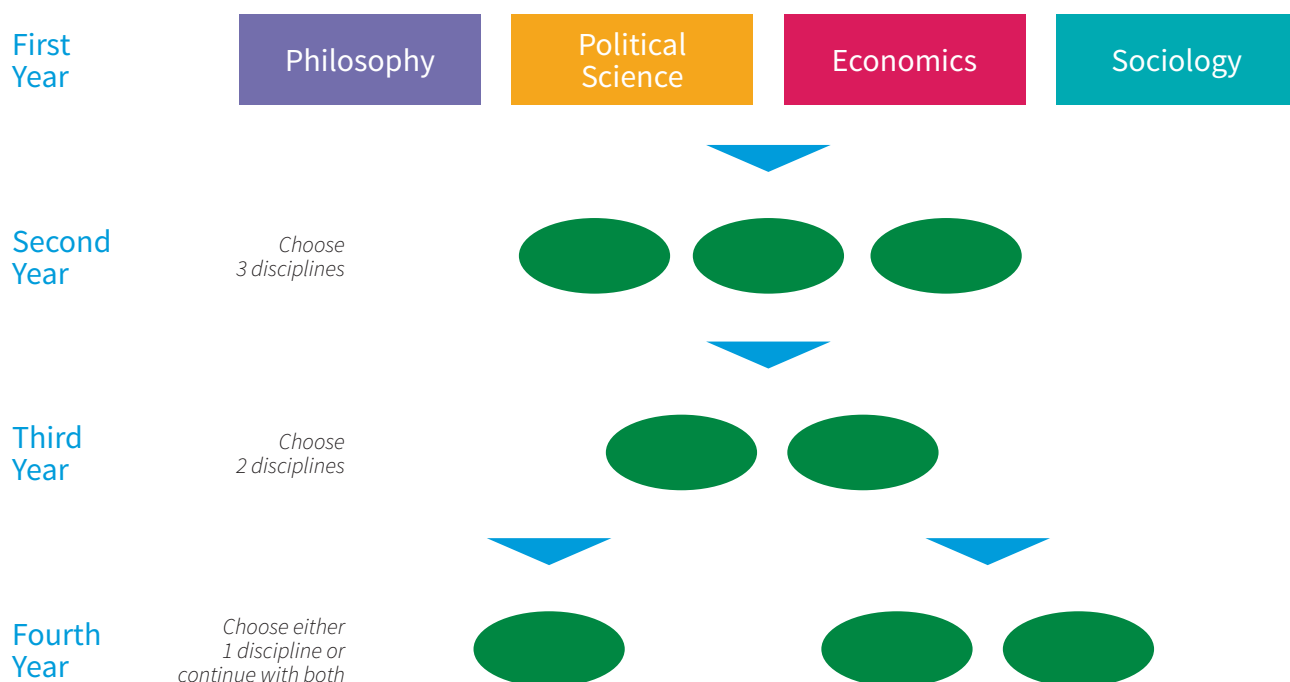 First
Year
Philosophy
Political
Science
Economics
Sociology
Second
Year
Choose
3 disciplines
Third
Year
Choose
2 disciplines
Fourth
Year
Choose either
1 discipline or
continue with both